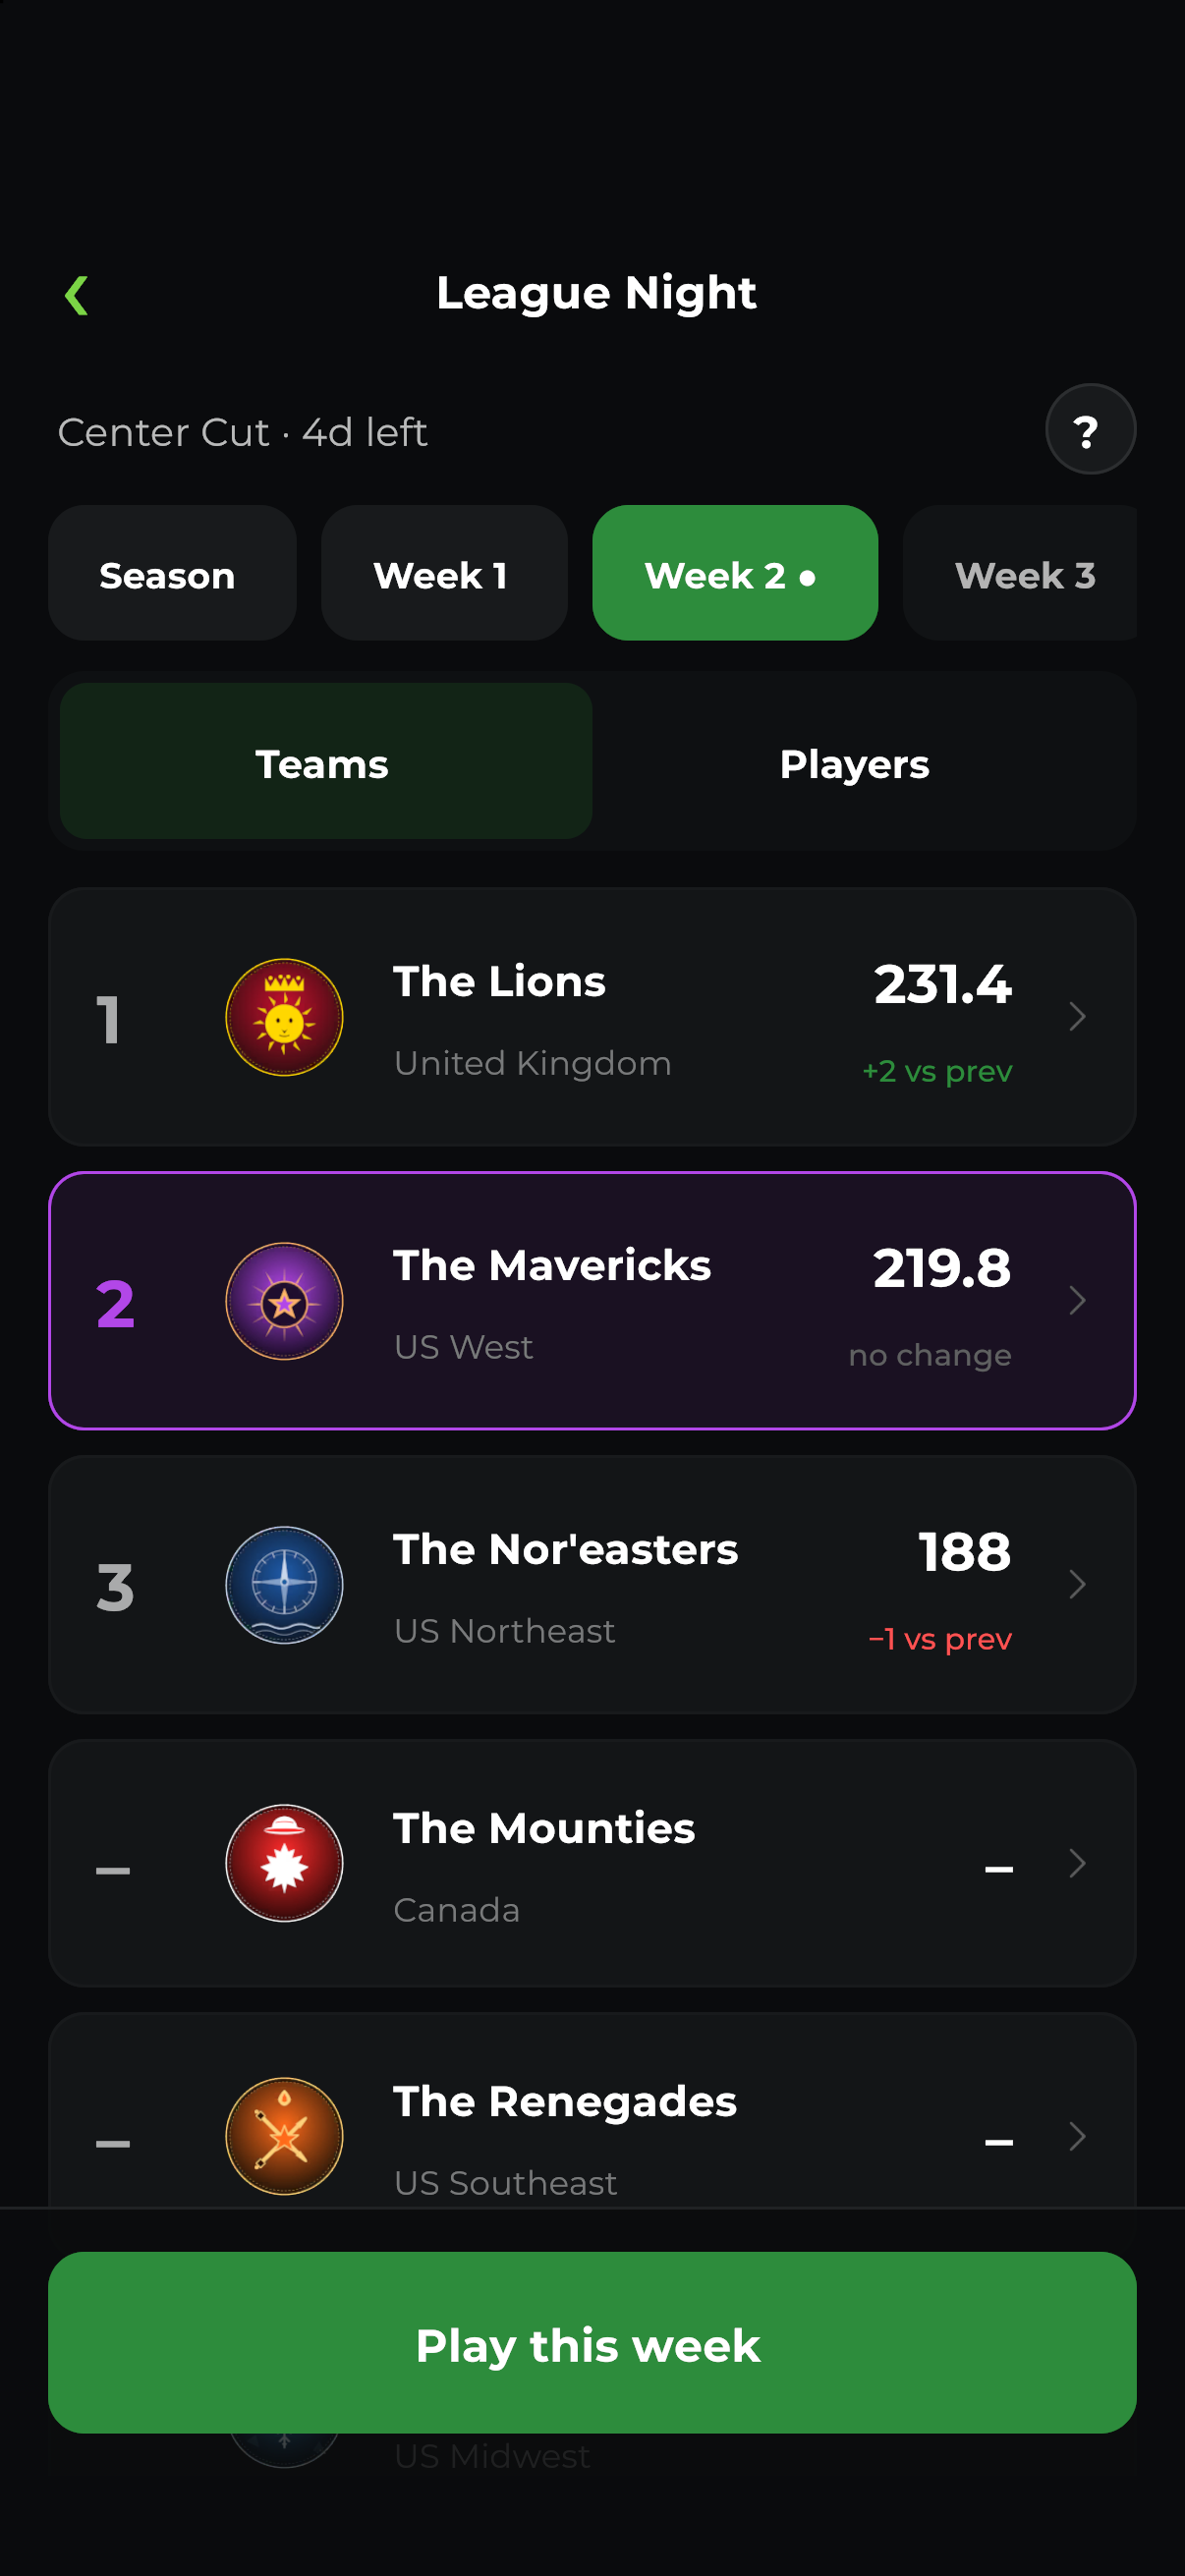 League Night
Center Cut · 4d left
?
Season
Week 1
Week 2 •
Week 3
Teams
Players
1
The Lions
231.4
United Kingdom
+2 vs prev
2
The Mavericks
219.8
US West
no change
3
The Nor'easters
188
US Northeast
−1 vs prev
–
The Mounties
–
Canada
–
The Renegades
–
US Southeast
Play this week
US Midwest